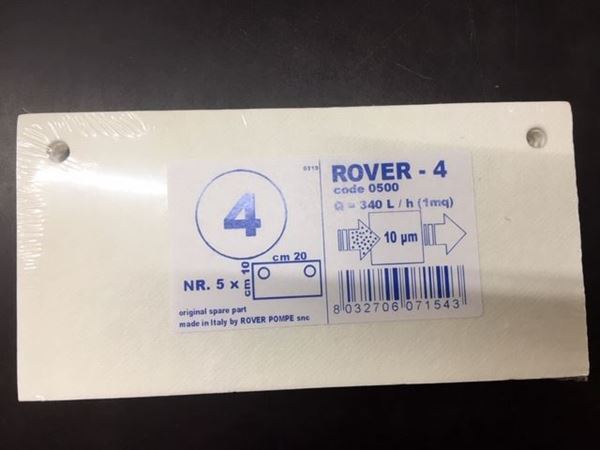 4
0319
NR. 5 x
cm 10
cm 20
original spare part
made in Italy by ROVER POMPE snc
ROVER - 4
code 0500
Q = 340 L / h (1mq)
10 µm
8 032706 071543